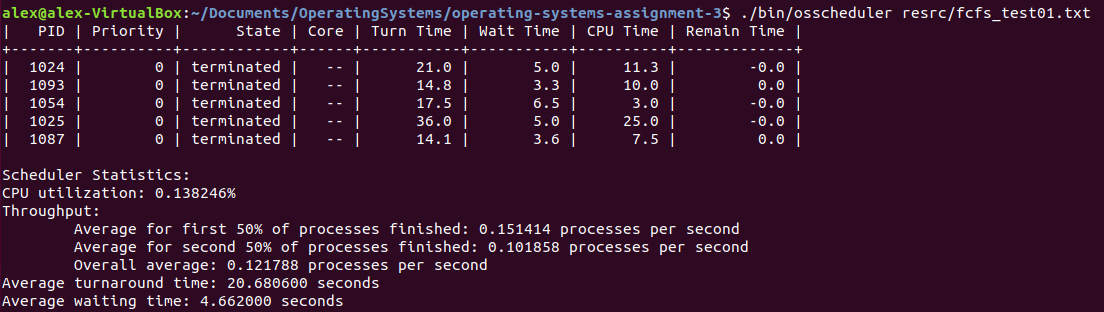 alex@alex-VirtualBox:~/Documents/OperatingSystems/operating-systems-assignment-3$ ./bin/osscheduler resrc/fcfs_test01.txt
|   PID | Priority |      State | Core | Turn Time | Wait Time | CPU Time | Remain Time |
+-------+----------+------------+------+-----------+-----------+----------+-------------+
|  1024 |        0 | terminated |   -- |      21.0 |       5.0 |     11.3 |        -0.0 |
|  1093 |        0 | terminated |   -- |      14.8 |       3.3 |     10.0 |         0.0 |
|  1054 |        0 | terminated |   -- |      17.5 |       6.5 |      3.0 |        -0.0 |
|  1025 |        0 | terminated |   -- |      36.0 |       5.0 |     25.0 |        -0.0 |
|  1087 |        0 | terminated |   -- |      14.1 |       3.6 |      7.5 |         0.0 |
Scheduler Statistics:
CPU utilization: 0.138246%
Throughput:
        Average for first 50% of processes finished: 0.151414 processes per second
        Average for second 50% of processes finished: 0.101858 processes per second
        Overall average: 0.121788 processes per second
Average turnaround time: 20.680600 seconds
Average waiting time: 4.662000 seconds